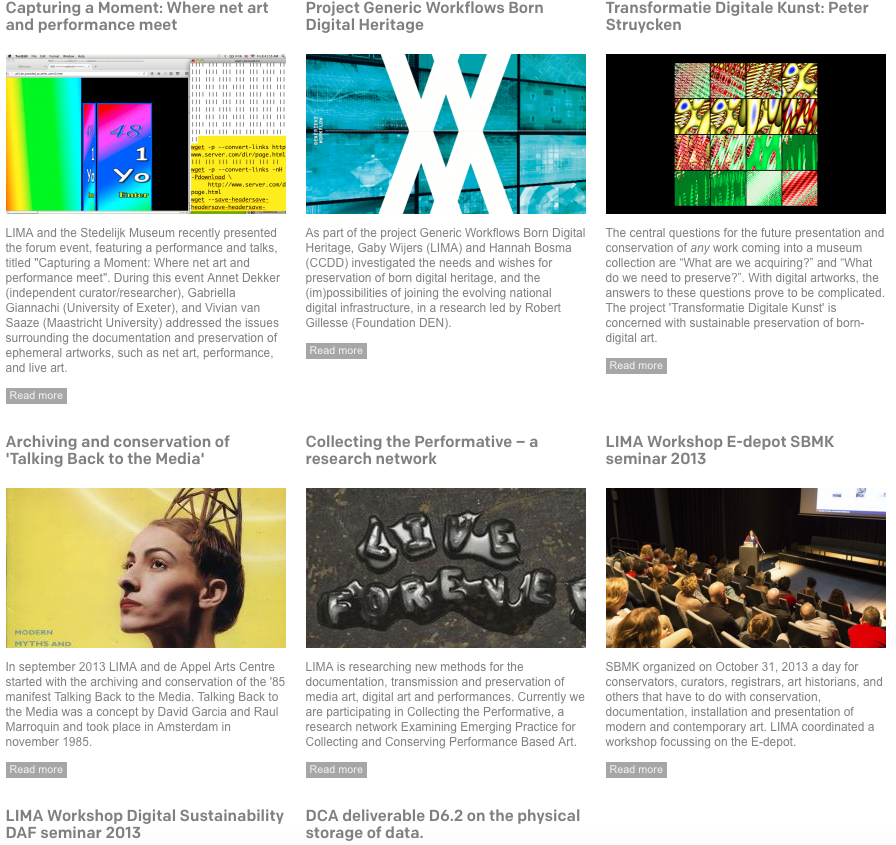 Capturing a Moment: Where net art
and performance meet
48
1
Yo
Enter
wget -p --convert-links http
www.server.com/dir/page.html
wget -p --convert-links -nH
-Pdownload \
http://www.server.com/d
page.html
wget --save-headersave-
headersave-headersave-
LIMA and the Stedelijk Museum recently presented
the forum event, featuring a performance and talks,
titled "Capturing a Moment: Where net art and
performance meet". During this event Annet Dekker
(independent curator/researcher), Gabriella
Giannachi (University of Exeter), and Vivian van
Saaze (Maastricht University) addressed the issues
surrounding the documentation and preservation of
ephemeral artworks, such as net art, performance,
and live art.
Read more
Project Generic Workflows Born
Digital Heritage
As part of the project Generic Workflows Born Digital
Heritage, Gaby Wijers (LIMA) and Hannah Bosma
(CCDD) investigated the needs and wishes for
preservation of born digital heritage, and the
(im)possibilities of joining the evolving national
digital infrastructure, in a research led by Robert
Gillesse (Foundation DEN).
Read more
Transformatie Digitale Kunst: Peter
Struycken
The central questions for the future presentation and
conservation of any work coming into a museum
collection are “What are we acquiring?” and “What
do we need to preserve?”. With digital artworks, the
answers to these questions prove to be complicated.
The project 'Transformatie Digitale Kunst' is
concerned with sustainable preservation of born-
digital art.
Read more
Archiving and conservation of
'Talking Back to the Media'
MODERN
MYTHS AND
In september 2013 LIMA and de Appel Arts Centre
started with the archiving and conservation of the '85
manifest Talking Back to the Media. Talking Back to
the Media was a concept by David Garcia and Raul
Marroquin and took place in Amsterdam in
november 1985.
Read more
Collecting the Performative – a
research network
LIVE
FOREVER
LIMA is researching new methods for the
documentation, transmission and preservation of
media art, digital art and performances. Currently we
are participating in Collecting the Performative, a
research network Examining Emerging Practice for
Collecting and Conserving Performance Based Art.
Read more
LIMA Workshop E-depot SBMK
seminar 2013
SBMK organized on October 31, 2013 a day for
conservators, curators, registrars, art historians, and
others that have to do with conservation,
documentation, installation and presentation of
modern and contemporary art. LIMA coordinated a
workshop focussing on the E-depot.
Read more
LIMA Workshop Digital Sustainability
DAF seminar 2013
DCA deliverable D6.2 on the physical
storage of data.